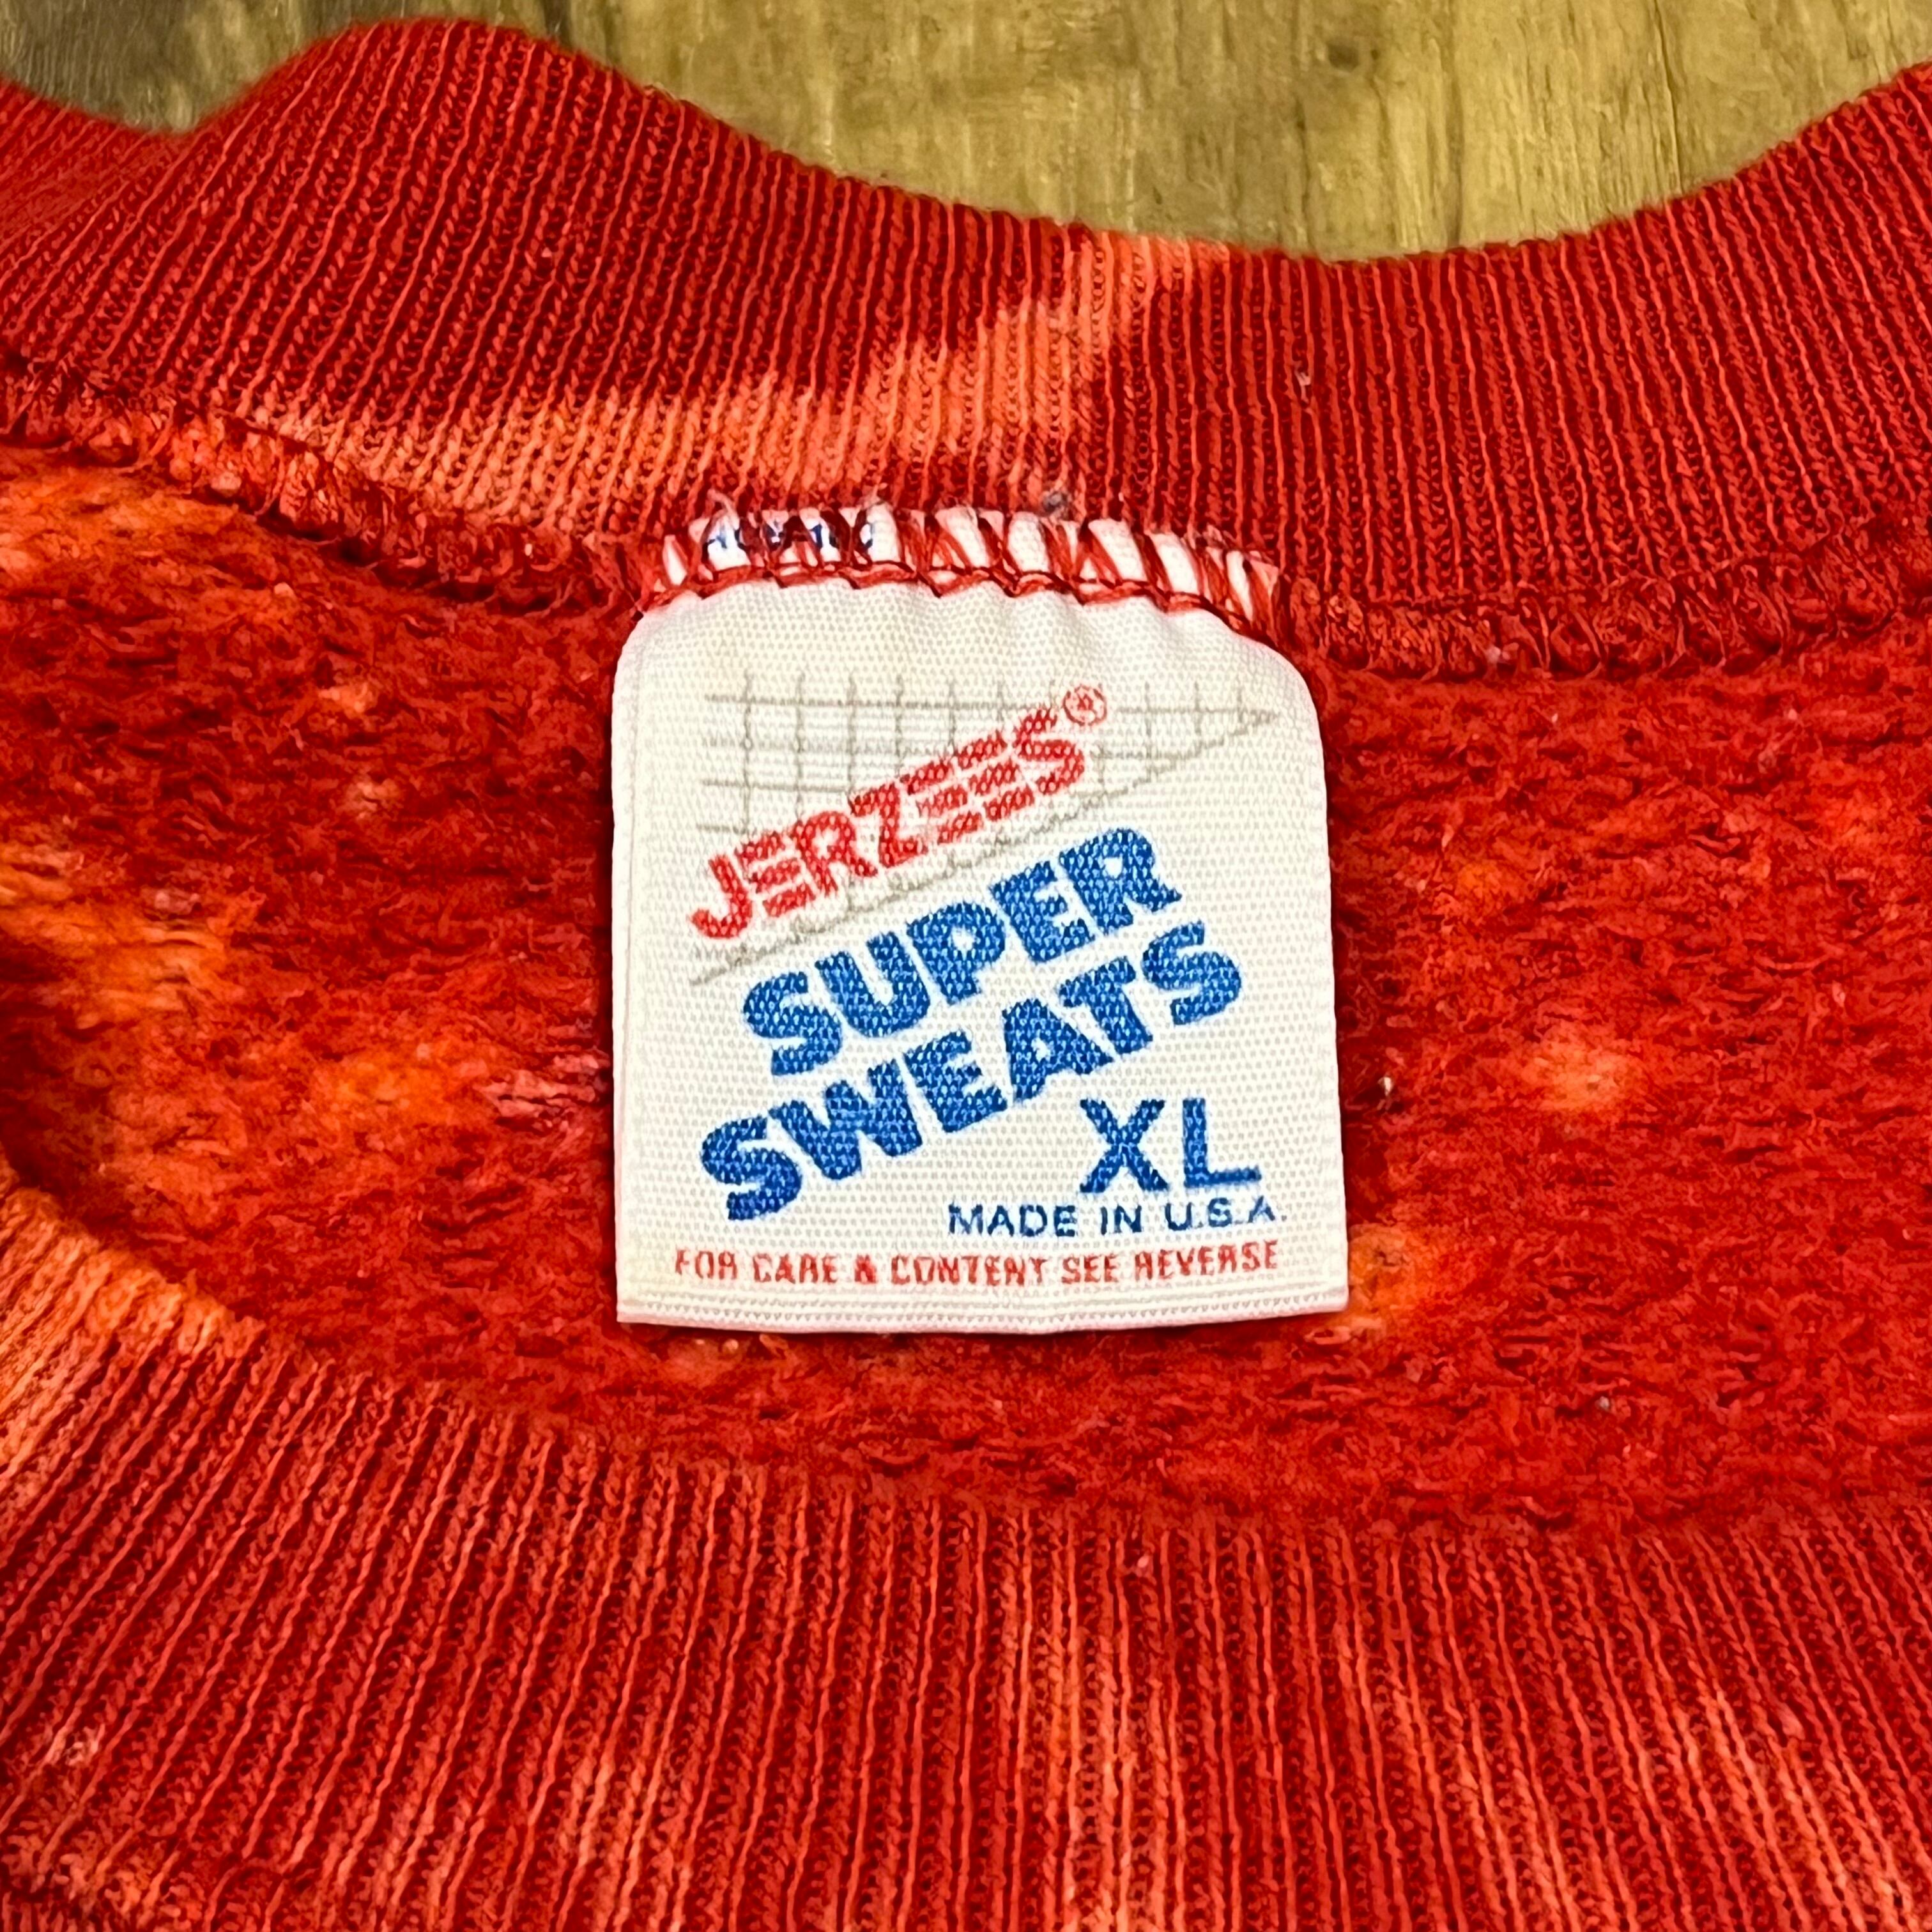 JERZEES®
SUPER
SWEATS
XL
MADE IN U.S.A.
FOR CARE & CONTENT SEE REVERSE